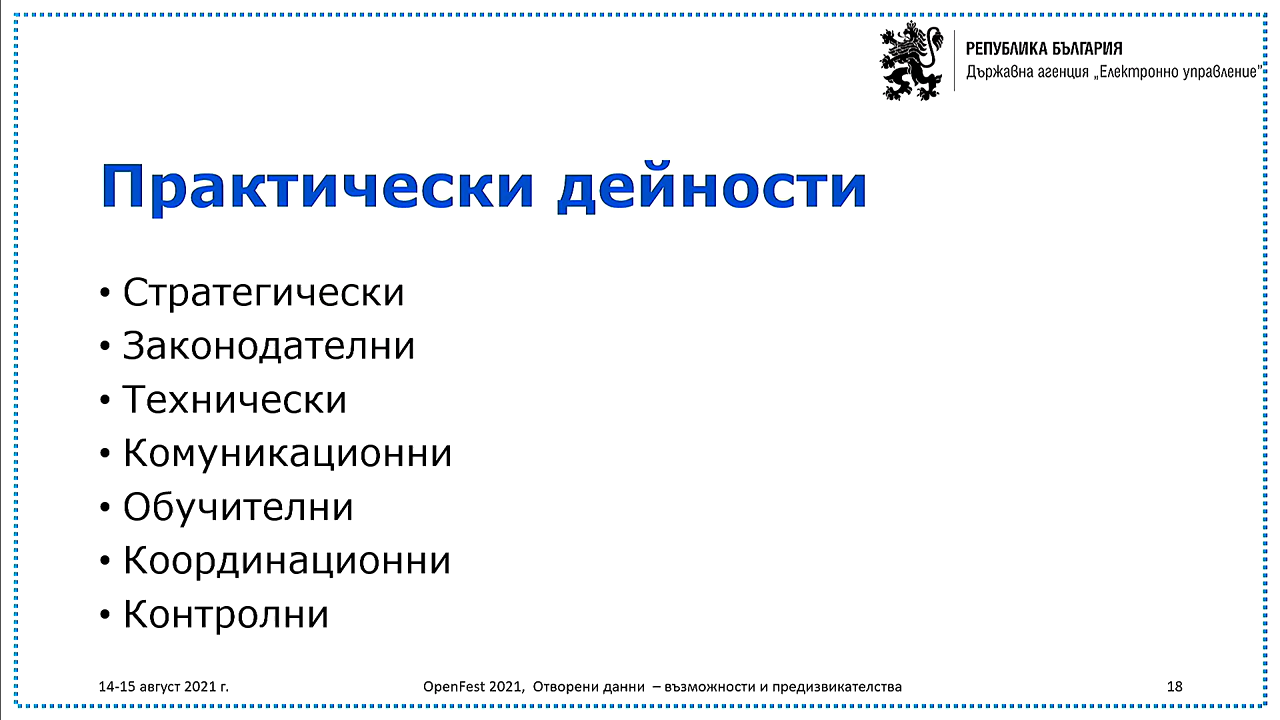 РЕПУБЛИКА БЪЛГАРИЯ
Държавна агенция „Електронно управление”
Практически дейности
• Стратегически
• Законодателни
• Технически
• Комуникационни
• Обучителни
• Координационни
• Контролни
14-15 август 2021 г. OpenFest 2021, Отворени данни – възможности и предизвикателства 18